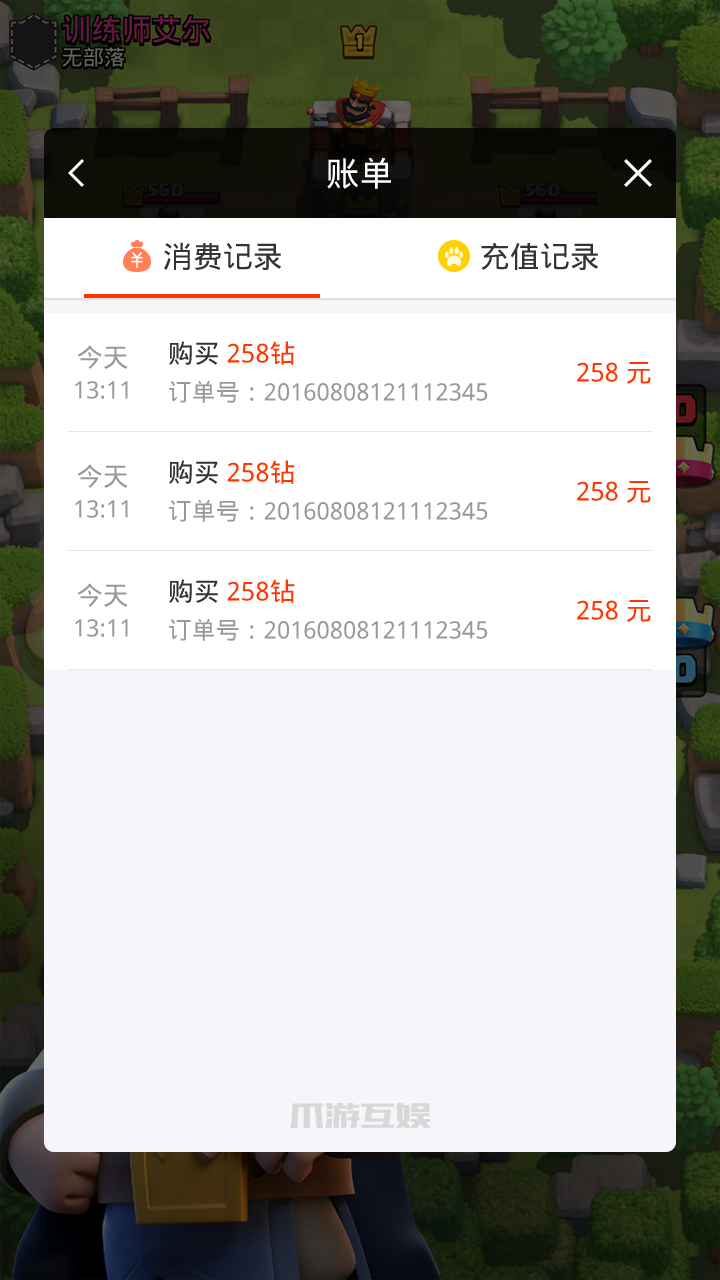 训练师艾尔
无部落
1
账单
560
560
消费记录
充值记录
今天
13:11
购买 258钻
订单号：20160808121112345
258 元
今天
13:11
购买 258钻
订单号：20160808121112345
258 元
今天
13:11
购买 258钻
订单号：20160808121112345
258 元
0
0
爪游互娱